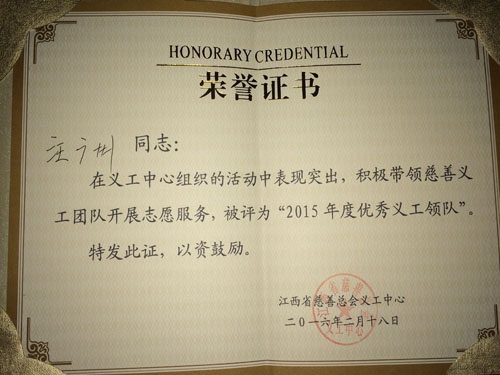 HONORARY CREDENTIAL
荣誉证书
同志：
在义工中心组织的活动中表现突出，积极带领慈善义
工团队开展志愿服务，被评为“2015年度优秀义工领队”。
特发此证，以资鼓励。
江西省慈善总会义工中心
二〇一六年二月十八日